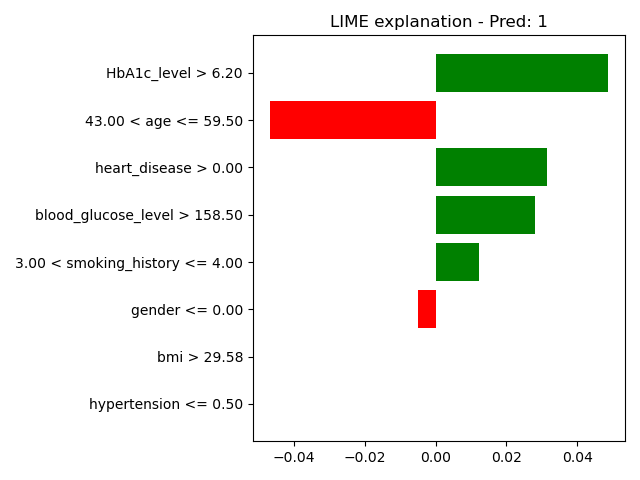 LIME explanation - Pred: 1
HbA1c_level > 6.20
43.00 < age <= 59.50
heart_disease > 0.00
blood_glucose_level > 158.50
3.00 < smoking_history <= 4.00
gender <= 0.00
bmi > 29.58
hypertension <= 0.50
−0.04 −0.02 0.00 0.02 0.04